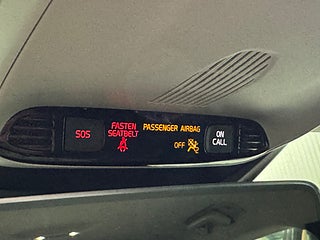 SOS
FASTEN
SEATBELT
PASSENGER AIRBAG
OFF
ON
CALL